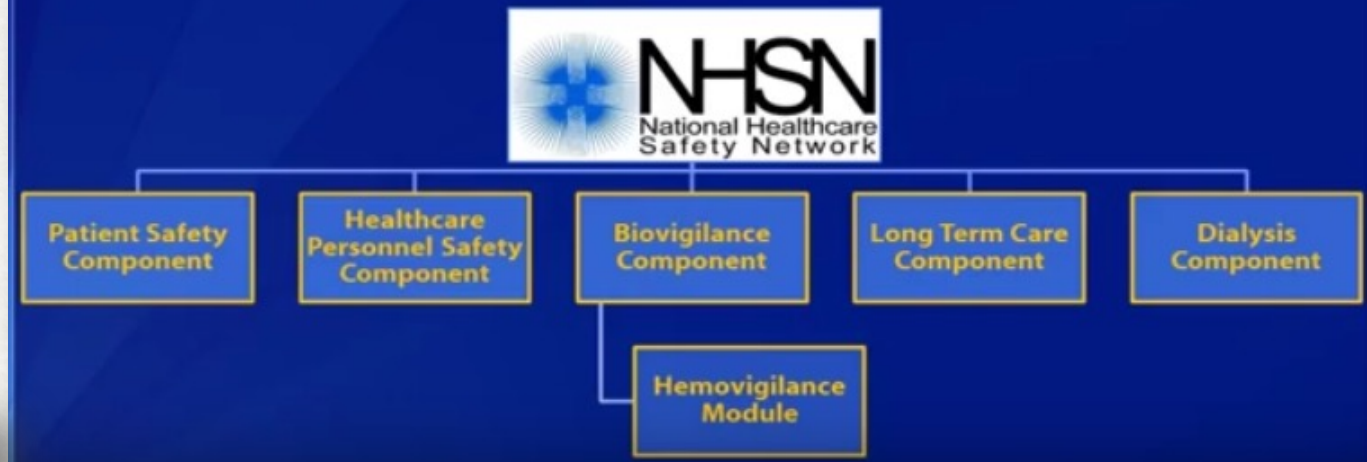 NHSN
National Healthcare
Safety Network
Patient Safety
Component
Healthcare
Personnel Safety
Component
Biovigilance
Component
Long Term Care
Component
Dialysis
Component
Hemovigilance
Module